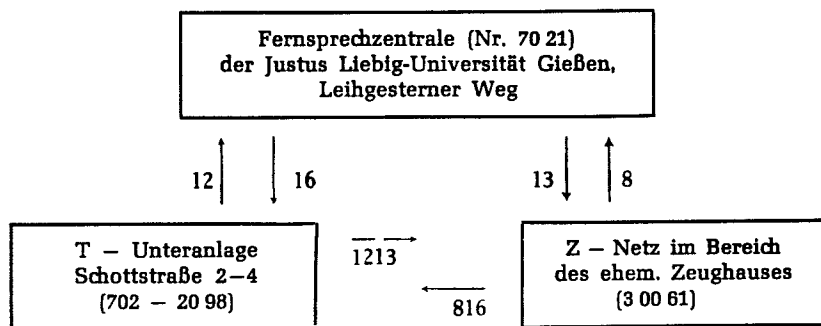 Fernsprechzentrale (Nr. 70 21)
der Justus Liebig-Universität Gießen,
Leihgesterner Weg
12
16
13
8
T — Unteranlage
Schottstraße 2–4
(702 — 20 98)
1213
816
Z — Netz im Bereich
des ehem. Zeughauses
(3 00 61)